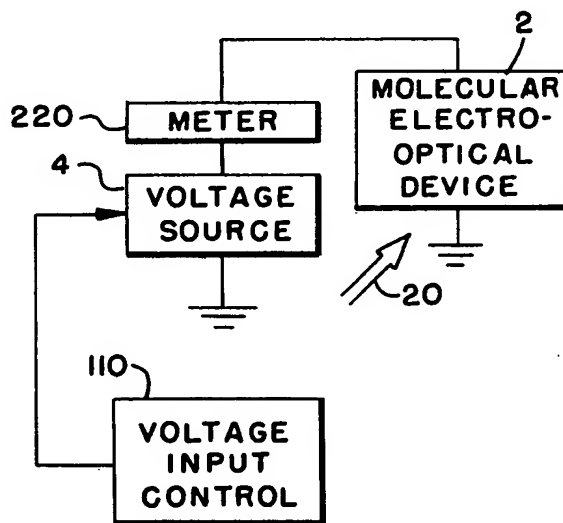 2
MOLECULAR
ELECTRO-
OPTICAL
DEVICE
220
METER
4
VOLTAGE
SOURCE
20
110
VOLTAGE
INPUT
CONTROL